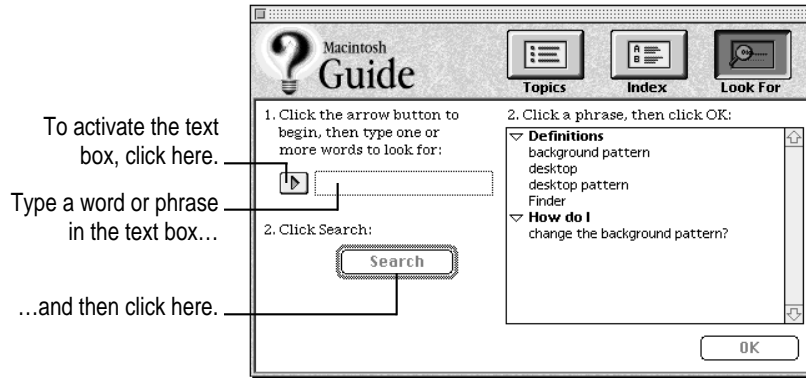 Macintosh
Guide
Topics
Index
Look For
To activate the text
box, click here.
Type a word or phrase
in the text box…
…and then click here.
1. Click the arrow button to
begin, then type one or
more words to look for:
2. Click Search:
Search
2. Click a phrase, then click OK:
Definitions
background pattern
desktop
desktop pattern
Finder
How do I
change the background pattern?
OK